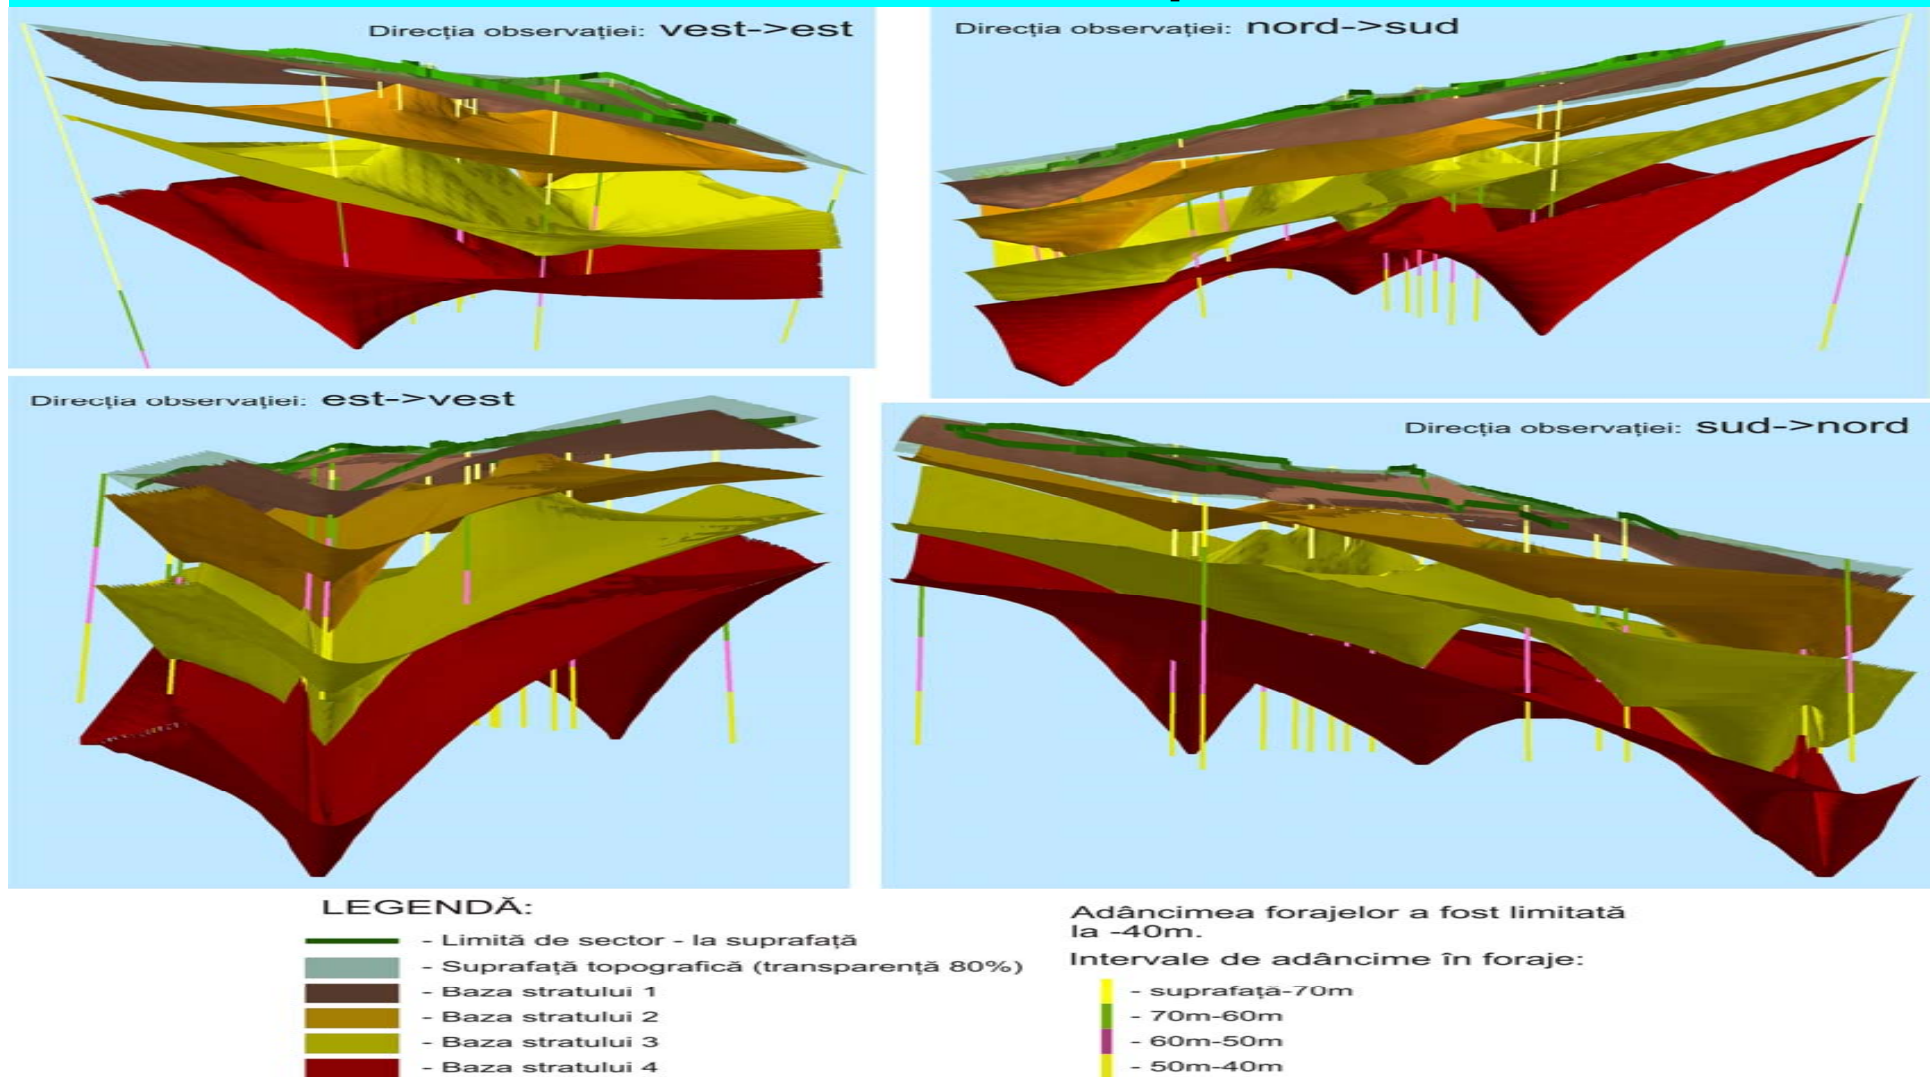 Direcția observației: vest->est
Direcția observației: nord->sud
Direcția observației: est->vest
Direcția observației: sud->nord
LEGENDĂ:
- Limită de sector - la suprafață
- Suprafață topografică (transparență 80%)
- Baza stratului 1
- Baza stratului 2
- Baza stratului 3
- Baza stratului 4
Adâncimea forajelor a fost limitată
la -40m.
Intervale de adâncime în foraje:
- suprafață-70m
- 70m-60m
- 60m-50m
- 50m-40m